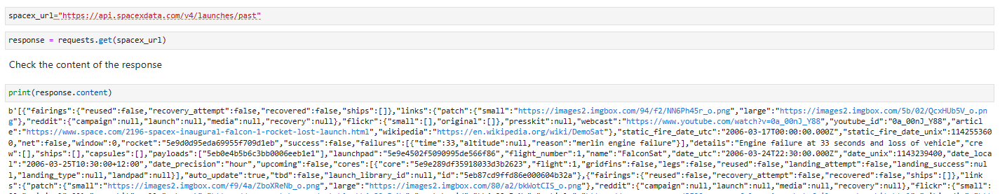 spacex_url="https://api.spacexdata.com/v4/launches/past"
response = requests.get(spacex_url)
Check the content of the response
print(response.content)
b'[{"fairings":{"reused":false,"recovery_attempt":false,"recovered":false,"ships":[]},"links":{"patch":{"small":"https://images2.imgbox.com/94/f2/NN6Ph45r_o.png","large":"https://images2.imgbox.com/5b/02/QcxHUb5V_o.pn
g"},"reddit":{"campaign":null,"launch":null,"media":null,"recovery":null},"flickr":{"small":[],"original":[]},"presskit":null,"webcast":"https://www.youtube.com/watch?v=0a_00nJ_Y88","youtube_id":"0a_00nJ_Y88","articl
e":"https://www.space.com/2196-spacex-inaugural-falcon-1-rocket-lost-launch.html","wikipedia":"https://en.wikipedia.org/wiki/DemoSat"},"static_fire_date_utc":"2006-03-17T00:00:00.000Z","static_fire_date_unix":114255360
0,"net":false,"window":0,"rocket":"5e9d0d95eda69955f709d1eb","success":false,"failures":[{"time":33,"altitude":null,"reason":"merlin engine failure"}],"details":"Engine failure at 33 seconds and loss of vehicle","cre
w":[],"ships":[],"capsules":[],"payloads":["5eb0e4b5b6c3bb0006eeb1e1"],"launchpad":"5e9e4502f5090995de566f86","flight_number":1,"name":"FalconSat","date_utc":"2006-03-24T22:30:00.000Z","date_unix":1143239400,"date_loca
l":"2006-03-25T10:30:00+12:00","date_precision":"hour","upcoming":false,"cores":[{"core":"5e9e289df35918033d3b2623","flight":1,"gridfins":false,"legs":false,"reused":false,"landing_attempt":false,"landing_success":nul
l,"landing_type":null,"landpad":null}],"auto_update":true,"tbd":false,"launch_library_id":null,"id":"5eb87cd9ffd86e000604b32a"},{"fairings":{"reused":false,"recovery_attempt":false,"recovered":false,"ships":[]},"link
s":{"patch":{"small":"https://images2.imgbox.com/f9/4a/ZboXReNb_o.png","large":"https://images2.imgbox.com/80/a2/bkWotCIS_o.png"},"reddit":{"campaign":null,"launch":null,"media":null,"recovery":null},"flickr":{"small":